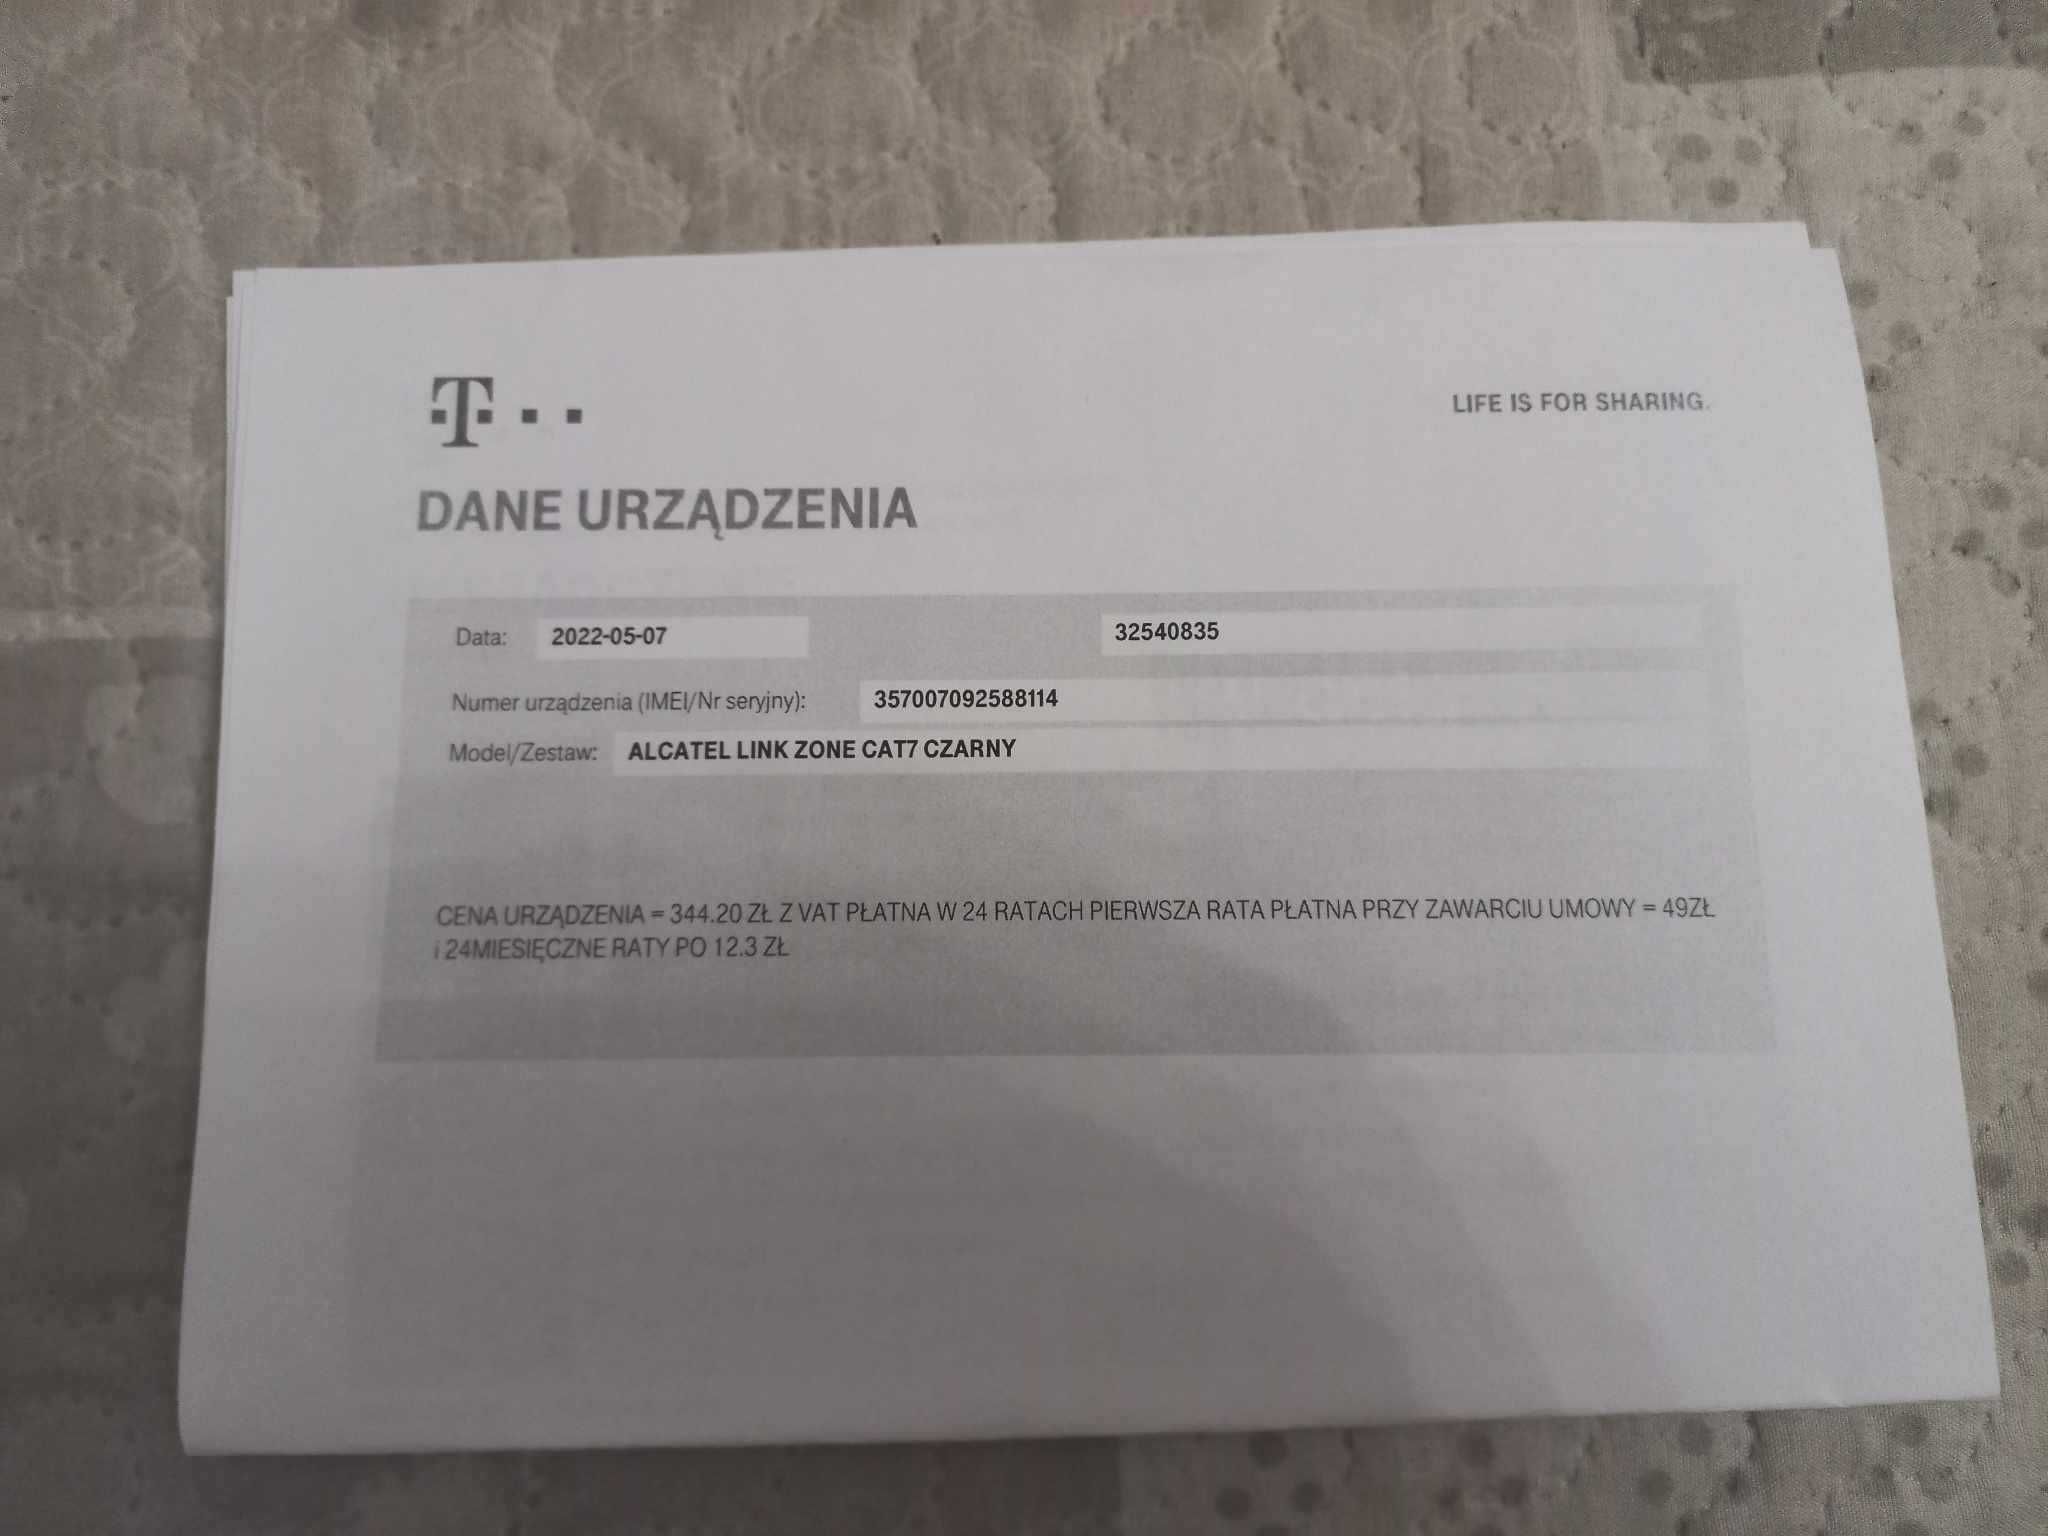 T
LIFE IS FOR SHARING.
DANE URZĄDZENIA
Data: 2022-05-07 32540835
Numer urządzenia (IMEI/Nr seryjny): 357007092588114
Model/Zestaw: ALCATEL LINK ZONE CAT7 CZARNY
CENA URZĄDZENIA = 344.20 ZŁ Z VAT PŁATNA W 24 RATACH PIERWSZA RATA PŁATNA PRZY ZAWARCIU UMOWY = 49ZŁ
i 24MIESIĘCZNE RATY PO 12.3 ZŁ